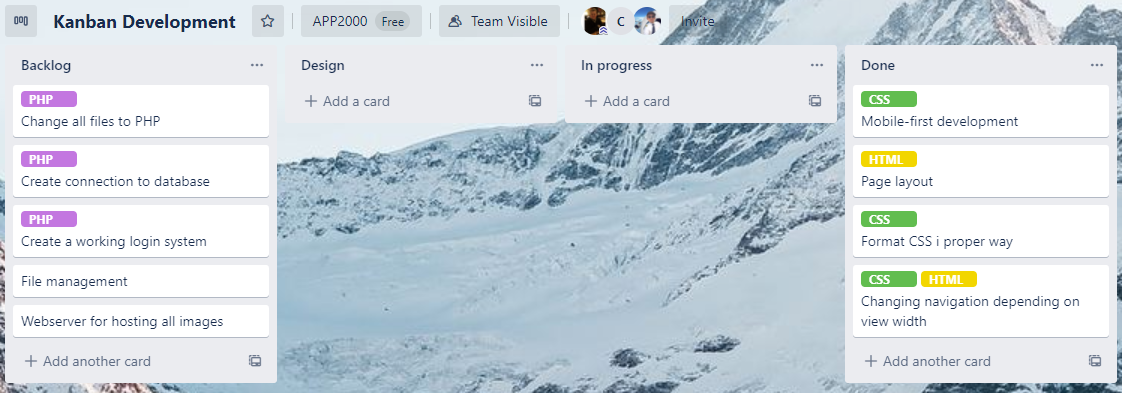 Kanban Development
APP2000 Free
Team Visible
C
Invite
Backlog
PHP
Change all files to PHP
PHP
Create connection to database
PHP
Create a working login system
File management
Webserver for hosting all images
+ Add another card
Design
+ Add a card
In progress
+ Add a card
Done
CSS
Mobile-first development
HTML
Page layout
CSS
Format CSS i proper way
CSS HTML
Changing navigation depending on
view width
+ Add another card